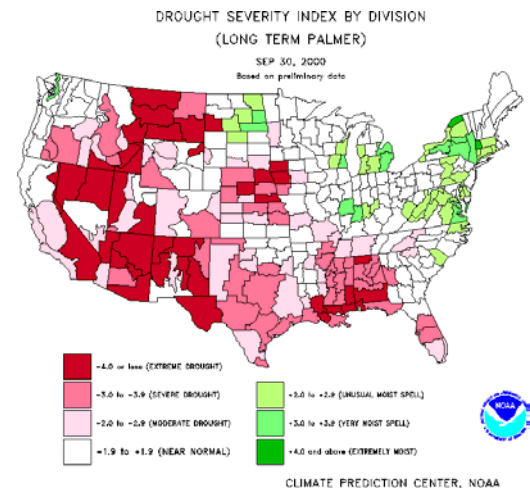 DROUGHT SEVERITY INDEX BY DIVISION
(LONG TERM PALMER)
SEP 30, 2000
Based on preliminary data
-4.0 or less (EXTREME DROUGHT)
-3.0 to -3.9 (SEVERE DROUGHT)
-2.0 to -2.9 (MODERATE DROUGHT)
-1.9 to +1.9 (NEAR NORMAL)
+2.0 to +2.9 (UNUSUAL MOIST SPELL)
+3.0 to +3.9 (VERY MOIST SPELL)
+4.0 and above (EXTREMELY MOIST)
NOAA
CLIMATE PREDICTION CENTER, NOAA